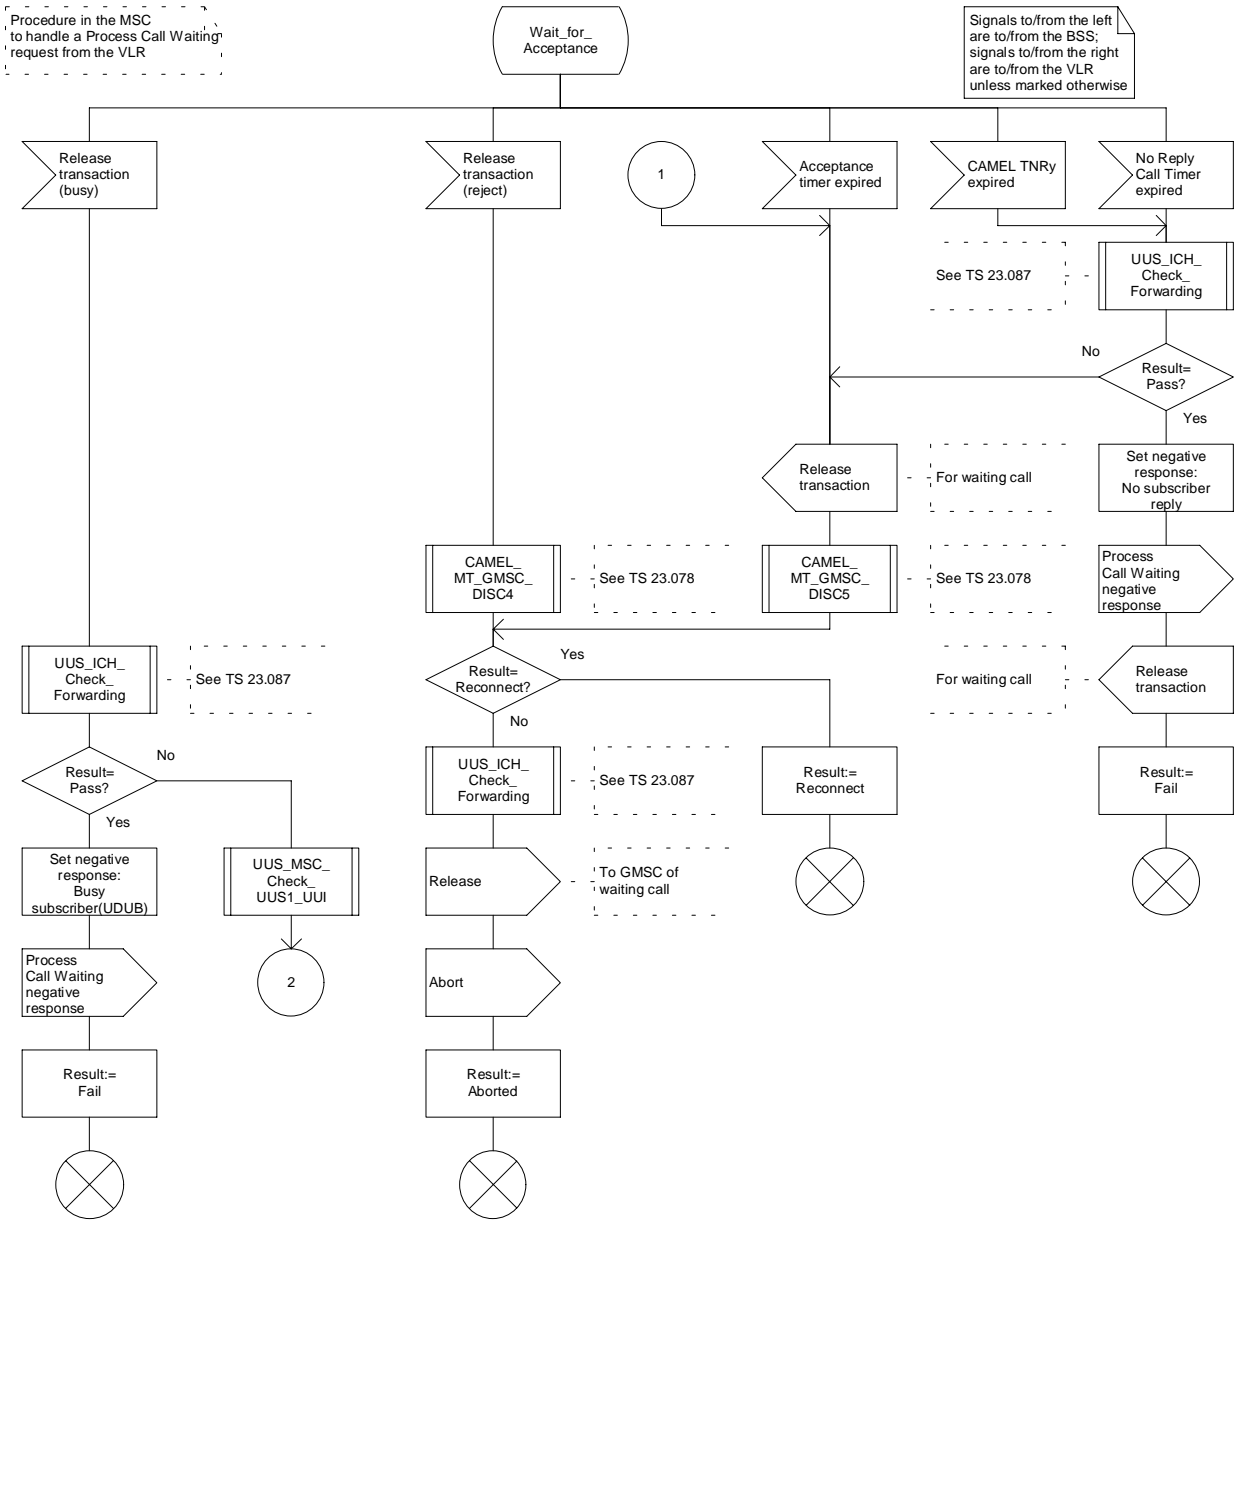 Procedure in the MSC
to handle a Process Call Waiting
request from the VLR
Wait_for_
Acceptance
Signals to/from the left
are to/from the BSS;
signals to/from the right
are to/from the VLR
unless marked otherwise
Release
transaction
(busy)
Release
transaction
(reject)
1
Acceptance
timer expired
CAMEL TNRy
expired
No Reply
Call Timer
expired
See TS 23.087
UUS_ICH_
Check_
Forwarding
No
Result=
Pass?
Yes
Release
transaction
For waiting call
Set negative
response:
No subscriber
reply
CAMEL_
MT_GMSC_
DISC4
See TS 23.078
CAMEL_
MT_GMSC_
DISC5
See TS 23.078
Process
Call Waiting
negative
response
UUS_ICH_
Check_
Forwarding
See TS 23.087
Result=
Reconnect?
Yes
No
For waiting call
Release
transaction
Result=
Pass?
No
Yes
UUS_ICH_
Check_
Forwarding
See TS 23.087
Result:=
Reconnect
Result:=
Fail
Set negative
response:
Busy
subscriber(UDUB)
UUS_MSC_
Check_
UUS1_UUI
Release
To GMSC of
waiting call
Process
Call Waiting
negative
response
2
Abort
Result:=
Fail
Result:=
Aborted